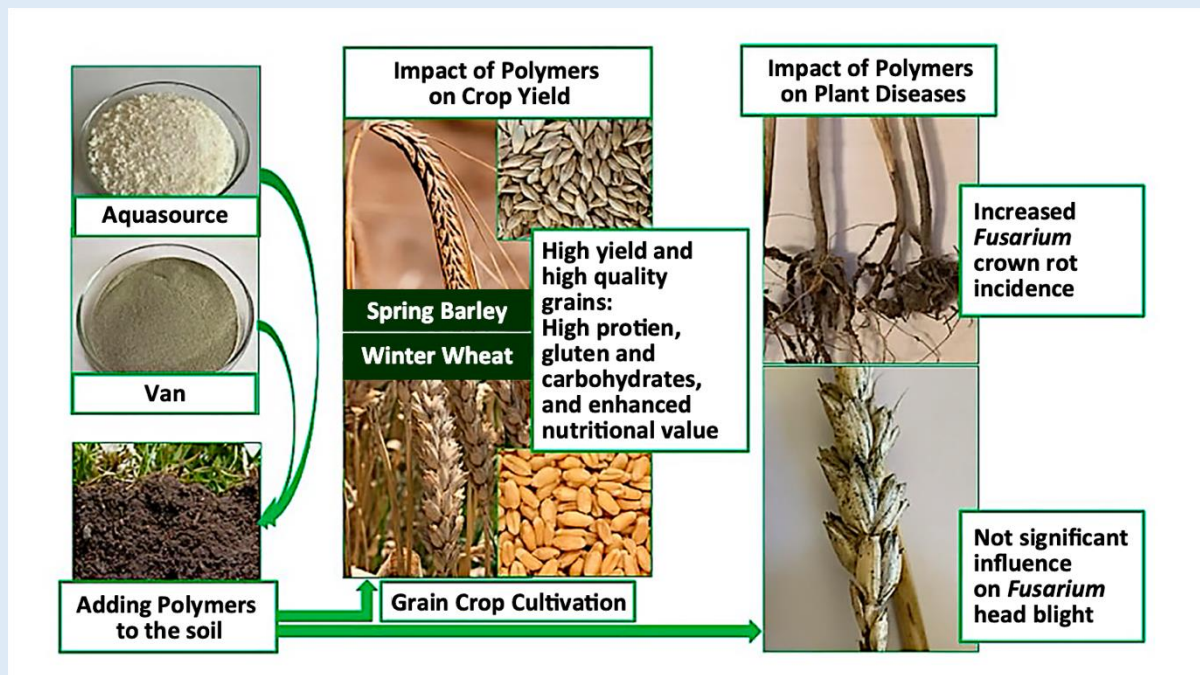 Aquasource
Van
Adding Polymers
to the soil
Impact of Polymers
on Crop Yield
Spring Barley
Winter Wheat
High yield and
high quality
grains:
High protien,
gluten and
carbohydrates,
and enhanced
nutritional value
Grain Crop Cultivation
Impact of Polymers
on Plant Diseases
Increased
Fusarium
crown rot
incidence
Not significant
influence
on Fusarium
head blight